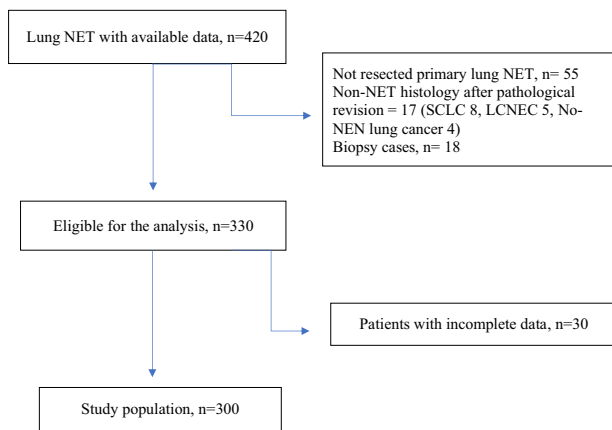 Lung NET with available data, n=420
Not resected primary lung NET, n= 55
Non-NET histology after pathological
revision = 17 (SCLC 8, LCNEC 5, No-
NEN lung cancer 4)
Biopsy cases, n= 18
Eligible for the analysis, n=330
Patients with incomplete data, n=30
Study population, n=300